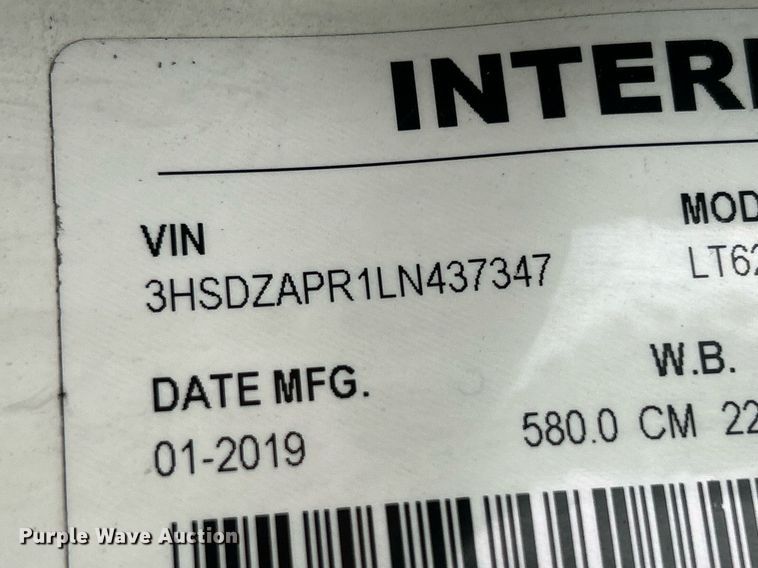 INTER
VIN
3HSDZAPR1LN437347
MOD
LT62
DATE MFG.
01-2019
W.B.
580.0 CM 22
Purple Wave Auction